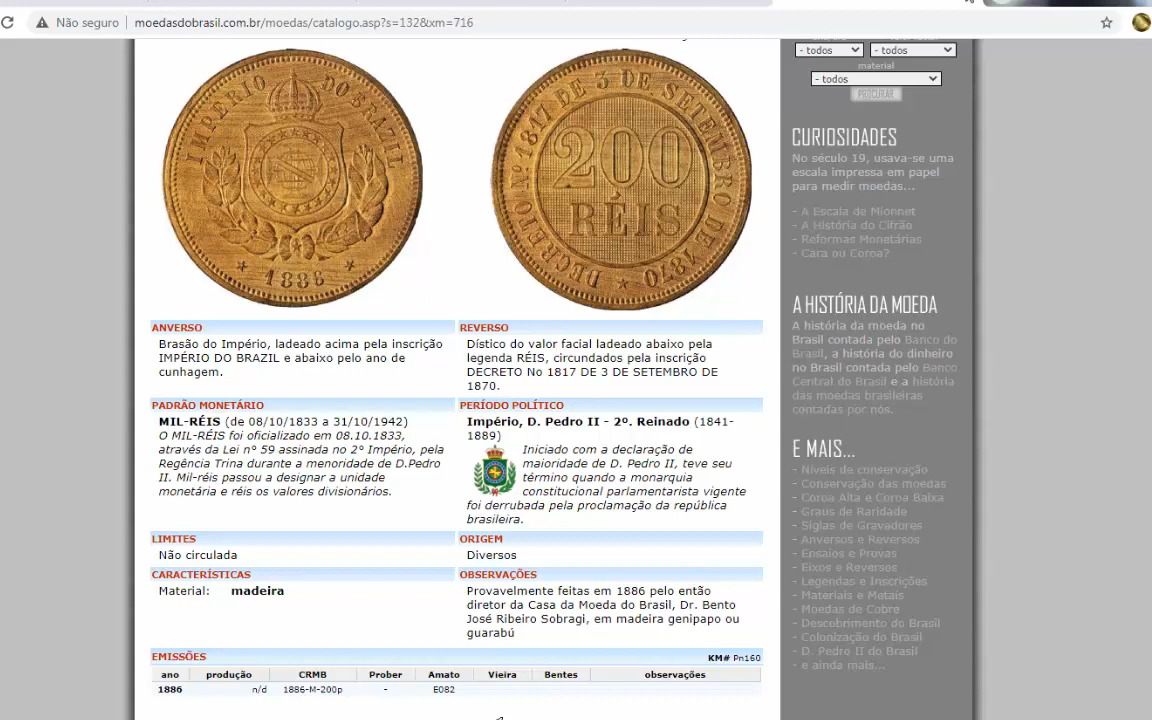 Não seguro
moedasdobrasil.com.br/moedas/catalogo.asp?s=132&xm=716
IMPERIO DO BRAZIL
1886
DECRETO Nº 1817 DE 3 DE SETEMBRO DE 1870
200
RÉIS
ANVERSO
Brasão do Império, ladeado acima pela inscrição
IMPÉRIO DO BRAZIL e abaixo pelo ano de
cunhagem.
REVERSO
Dístico do valor facial ladeado abaixo pela
legenda RÉIS, circundados pela inscrição
DECRETO No 1817 DE 3 DE SETEMBRO DE
1870.
PADRÃO MONETÁRIO
MIL-RÉIS (de 08/10/1833 a 31/10/1942)
O MIL-RÉIS foi oficializado em 08.10.1833,
através da Lei n° 59 assinada no 2° Império, pela
Regência Trina durante a menoridade de D.Pedro
II. Mil-réis passou a designar a unidade
monetária e réis os valores divisionários.
PERÍODO POLÍTICO
Império, D. Pedro II - 2º. Reinado (1841-
1889)
Iniciado com a declaração de
maioridade de D. Pedro II, teve seu
término quando a monarquia
constitucional parlamentarista vigente
foi derrubada pela proclamação da república
brasileira.
LIMITES
Não circulada
ORIGEM
Diversos
CARACTERÍSTICAS
Material: madeira
OBSERVAÇÕES
Provavelmente feitas em 1886 pelo então
diretor da Casa da Moeda do Brasil, Dr. Bento
José Ribeiro Sobragi, em madeira genipapo ou
guarabú
EMISSÕES
KM# Pn160
ano produção CRMB Prober Amato Vieira Bentes observações
1886 n/d 1886-M-200p - E082
- todos - todos
material
- todos
PROCURAR
CURIOSIDADES
No século 19, usava-se uma
escala impressa em papel
para medir moedas...
- A Escala de Mionnet
- A História do Cifrão
- Reformas Monetárias
- Cara ou Coroa?
A HISTÓRIA DA MOEDA
A história da moeda no
Brasil contada pelo Banco do
Brasil, a história do dinheiro
no Brasil contada pelo Banco
Central do Brasil e a história
das moedas brasileiras
contadas por nós.
E MAIS...
- Níveis de conservação
- Conservação das moedas
- Coroa Alta e Coroa Baixa
- Graus de Raridade
- Siglas de Gravadores
- Anversos e Reversos
- Ensaios e Provas
- Eixos e Reversos
- Legendas e Inscrições
- Materiais e Metais
- Moedas de Cobre
- Descobrimento do Brasil
- Colonização do Brasil
- D. Pedro II do Brasil
- e ainda mais...